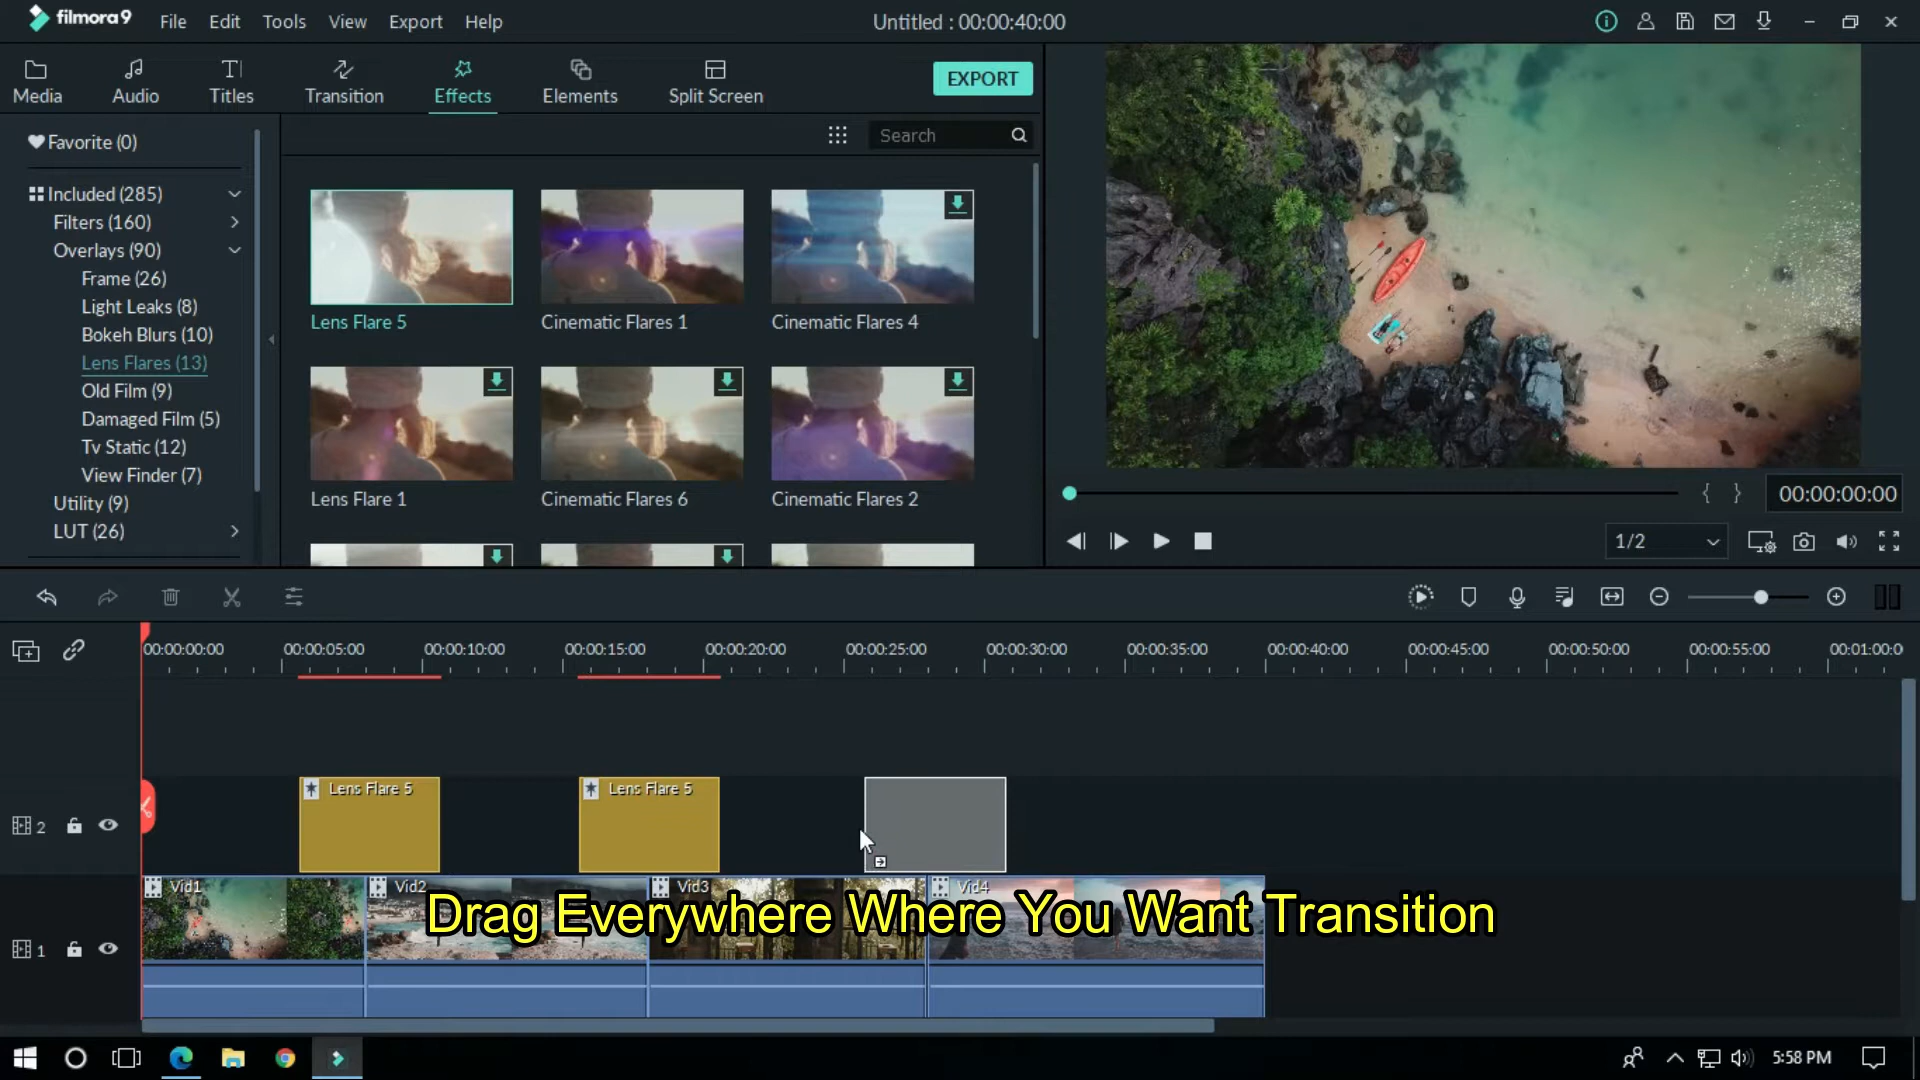 filmora9 File Edit Tools View Export Help Untitled : 00:00:40:00
Media Audio Titles Transition Effects Elements Split Screen EXPORT
Search
Favorite (0)
Included (285)
Filters (160)
Overlays (90)
Frame (26)
Light Leaks (8)
Bokeh Blurs (10)
Lens Flares (13)
Old Film (9)
Damaged Film (5)
Tv Static (12)
View Finder (7)
Utility (9)
LUT (26)
Lens Flare 5 Cinematic Flares 1 Cinematic Flares 4
Lens Flare 1 Cinematic Flares 6 Cinematic Flares 2
{ } 00:00:00:00
1/2
00:00:00:00 00:00:05:00 00:00:10:00 00:00:15:00 00:00:20:00 00:00:25:00 00:00:30:00 00:00:35:00 00:00:40:00 00:00:45:00 00:00:50:00 00:00:55:00 00:01:00:0
2 Lens Flare 5 Lens Flare 5
Vid1 Vid2 Vid3 Vid4
Drag Everywhere Where You Want Transition
1
5:58 PM